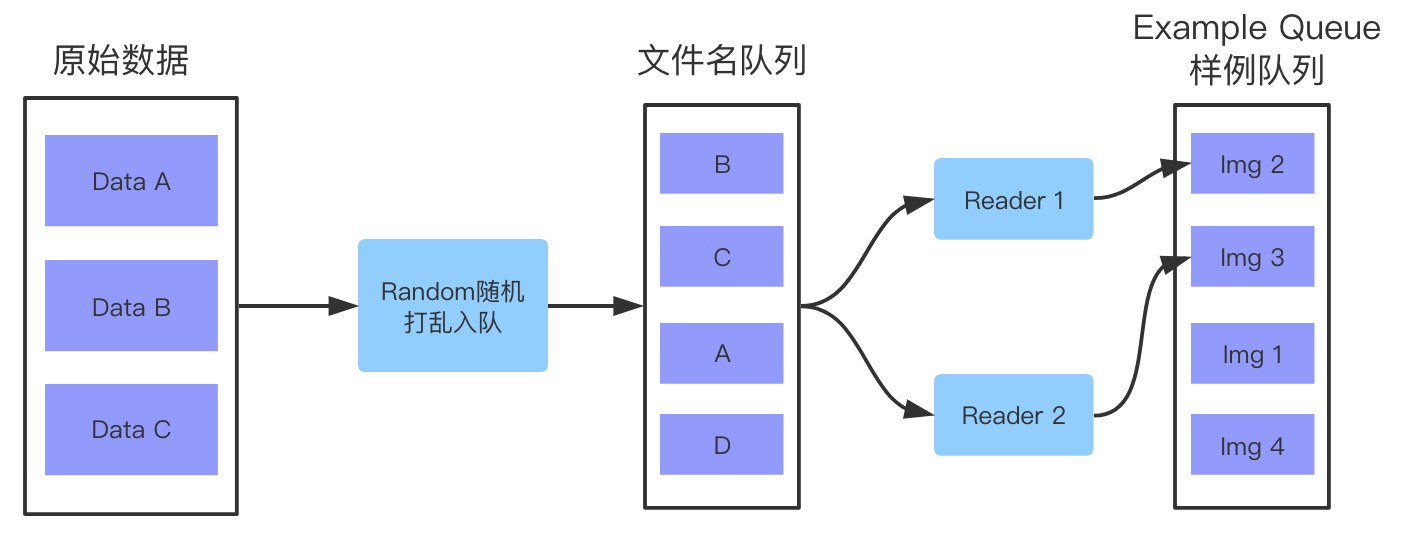 原始数据
Data A
Data B
Data C
Random随机
打乱入队
文件名队列
B
C
A
D
Reader 1
Reader 2
Example Queue
样例队列
Img 2
Img 3
Img 1
Img 4